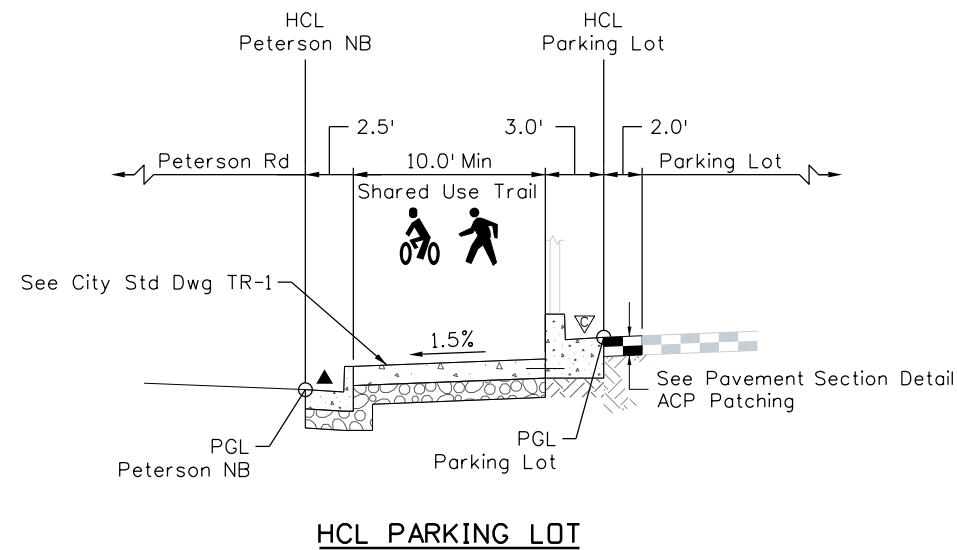 HCL
Peterson NB
HCL
Parking Lot
2.5'
3.0'
2.0'
Peterson Rd
10.0' Min
Parking Lot
Shared Use Trail
See City Std Dwg TR-1
C
1.5%
See Pavement Section Detail
ACP Patching
PGL
Peterson NB
PGL
Parking Lot
HCL PARKING LOT